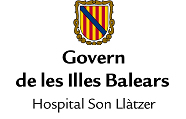 Govern
de les Illes Balears
Hospital Son Llàtzer